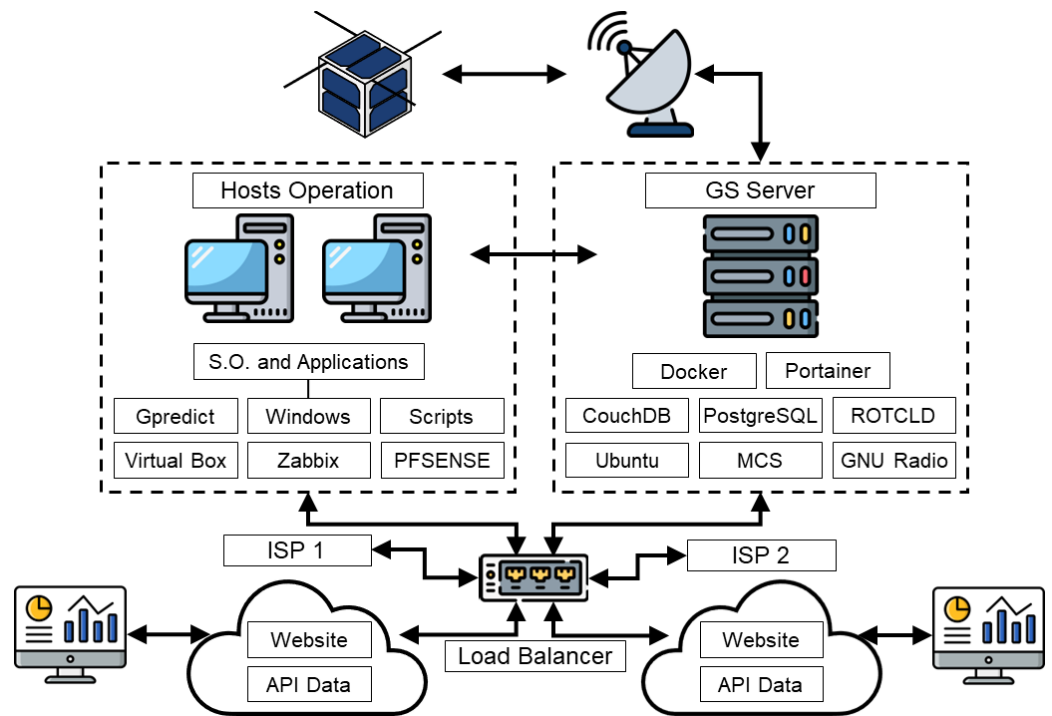 Hosts Operation
GS Server
S.O. and Applications
Docker
Portainer
Gpredict
Windows
Scripts
CouchDB
PostgreSQL
ROTCLD
Virtual Box
Zabbix
PFSENSE
Ubuntu
MCS
GNU Radio
ISP 1
ISP 2
Website
Load Balancer
Website
API Data
API Data